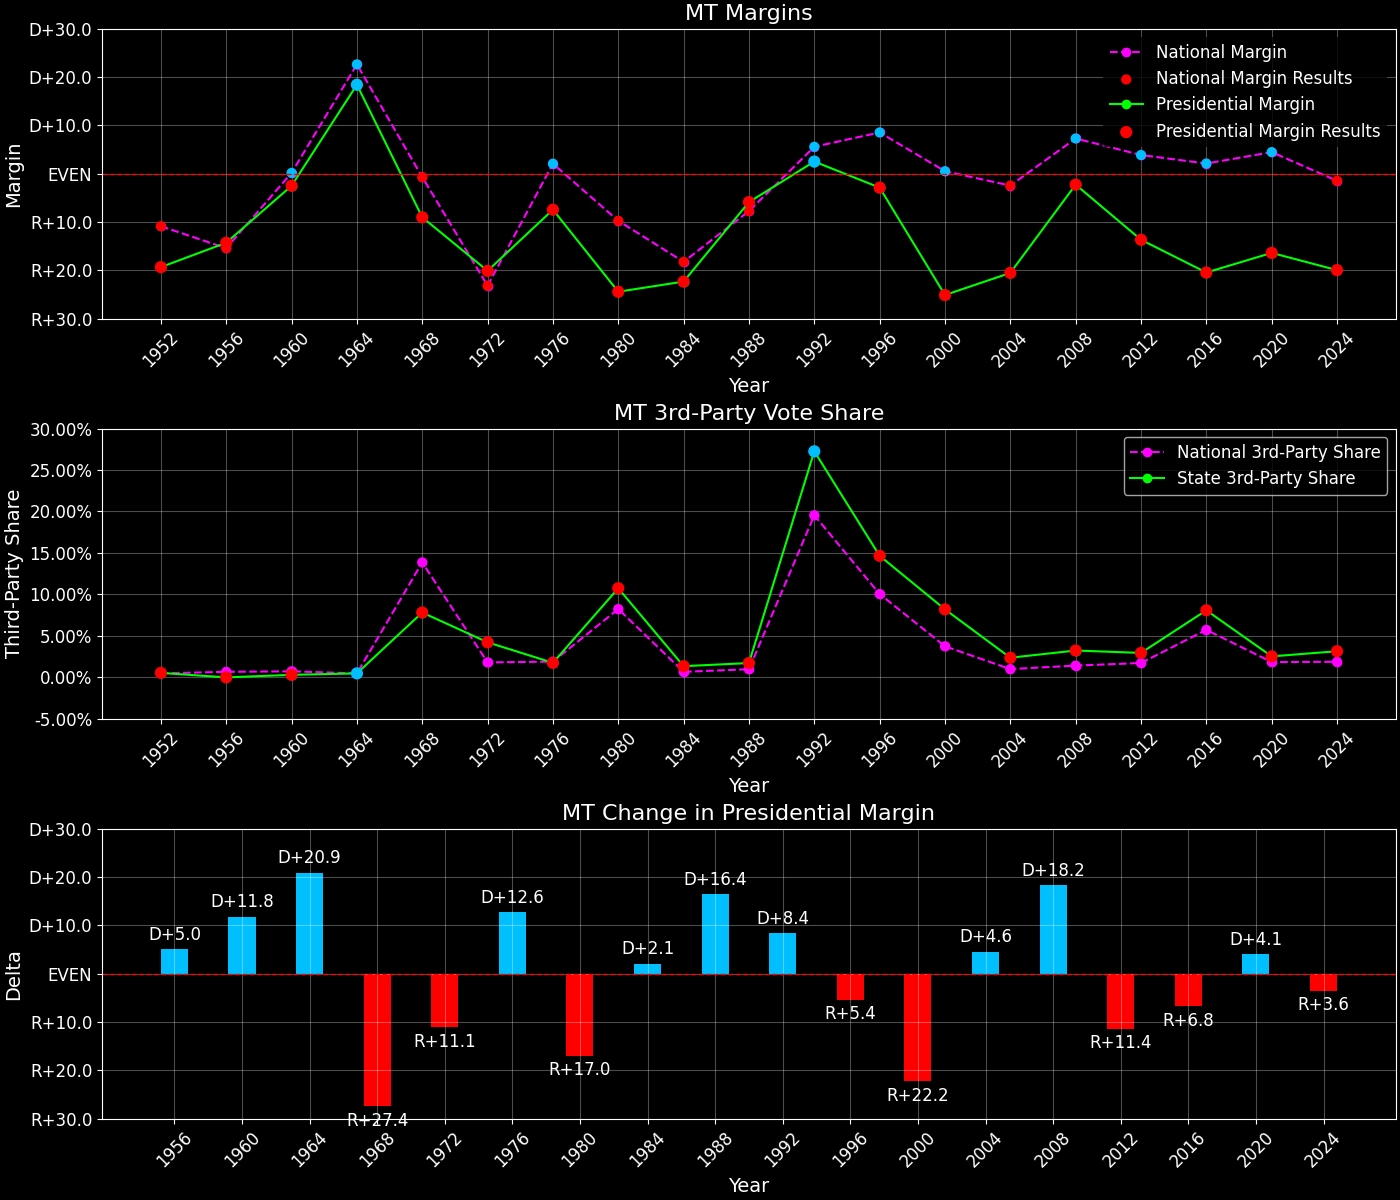 MT Margins
D+30.0
D+20.0
D+10.0
EVEN
R+10.0
R+20.0
R+30.0
Margin
National Margin
National Margin Results
Presidential Margin
Presidential Margin Results
1952 1956 1960 1964 1968 1972 1976 1980 1984 1988 1992 1996 2000 2004 2008 2012 2016 2020 2024
Year
MT 3rd-Party Vote Share
30.00%
25.00%
20.00%
15.00%
10.00%
5.00%
0.00%
-5.00%
Third-Party Share
National 3rd-Party Share
State 3rd-Party Share
1952 1956 1960 1964 1968 1972 1976 1980 1984 1988 1992 1996 2000 2004 2008 2012 2016 2020 2024
Year
MT Change in Presidential Margin
D+30.0
D+20.0
D+10.0
EVEN
R+10.0
R+20.0
R+30.0
Delta
D+5.0
D+11.8
D+20.9
R+27.4
R+11.1
D+12.6
R+17.0
D+2.1
D+16.4
D+8.4
R+5.4
R+22.2
D+4.6
D+18.2
R+11.4
R+6.8
D+4.1
R+3.6
1956 1960 1964 1968 1972 1976 1980 1984 1988 1992 1996 2000 2004 2008 2012 2016 2020 2024
Year